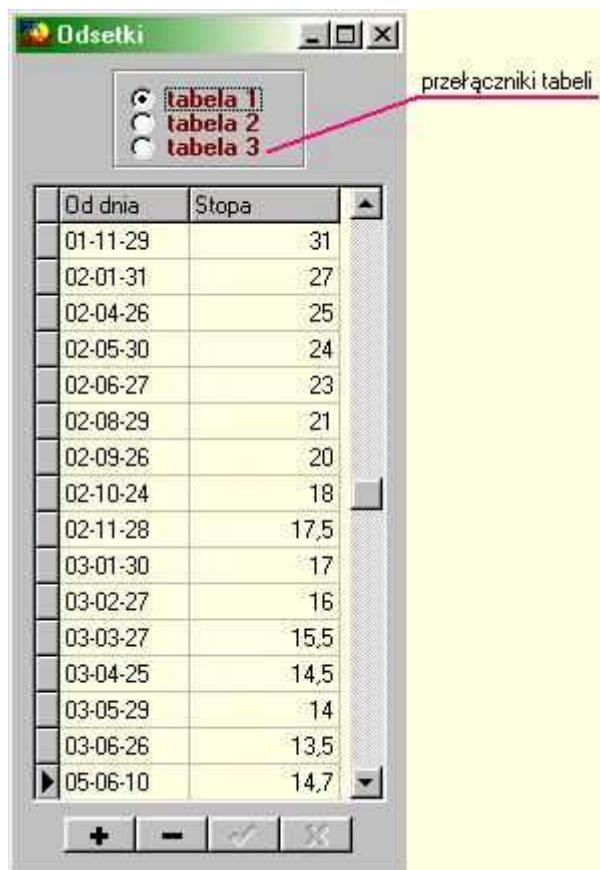 Odsetki
tabela 1
tabela 2
tabela 3
przełączniki tabeli
Od dnia Stopa
01-11-29 31
02-01-31 27
02-04-26 25
02-05-30 24
02-06-27 23
02-08-29 21
02-09-26 20
02-10-24 18
02-11-28 17,5
03-01-30 17
03-02-27 16
03-03-27 15,5
03-04-25 14,5
03-05-29 14
03-06-26 13,5
05-06-10 14,7